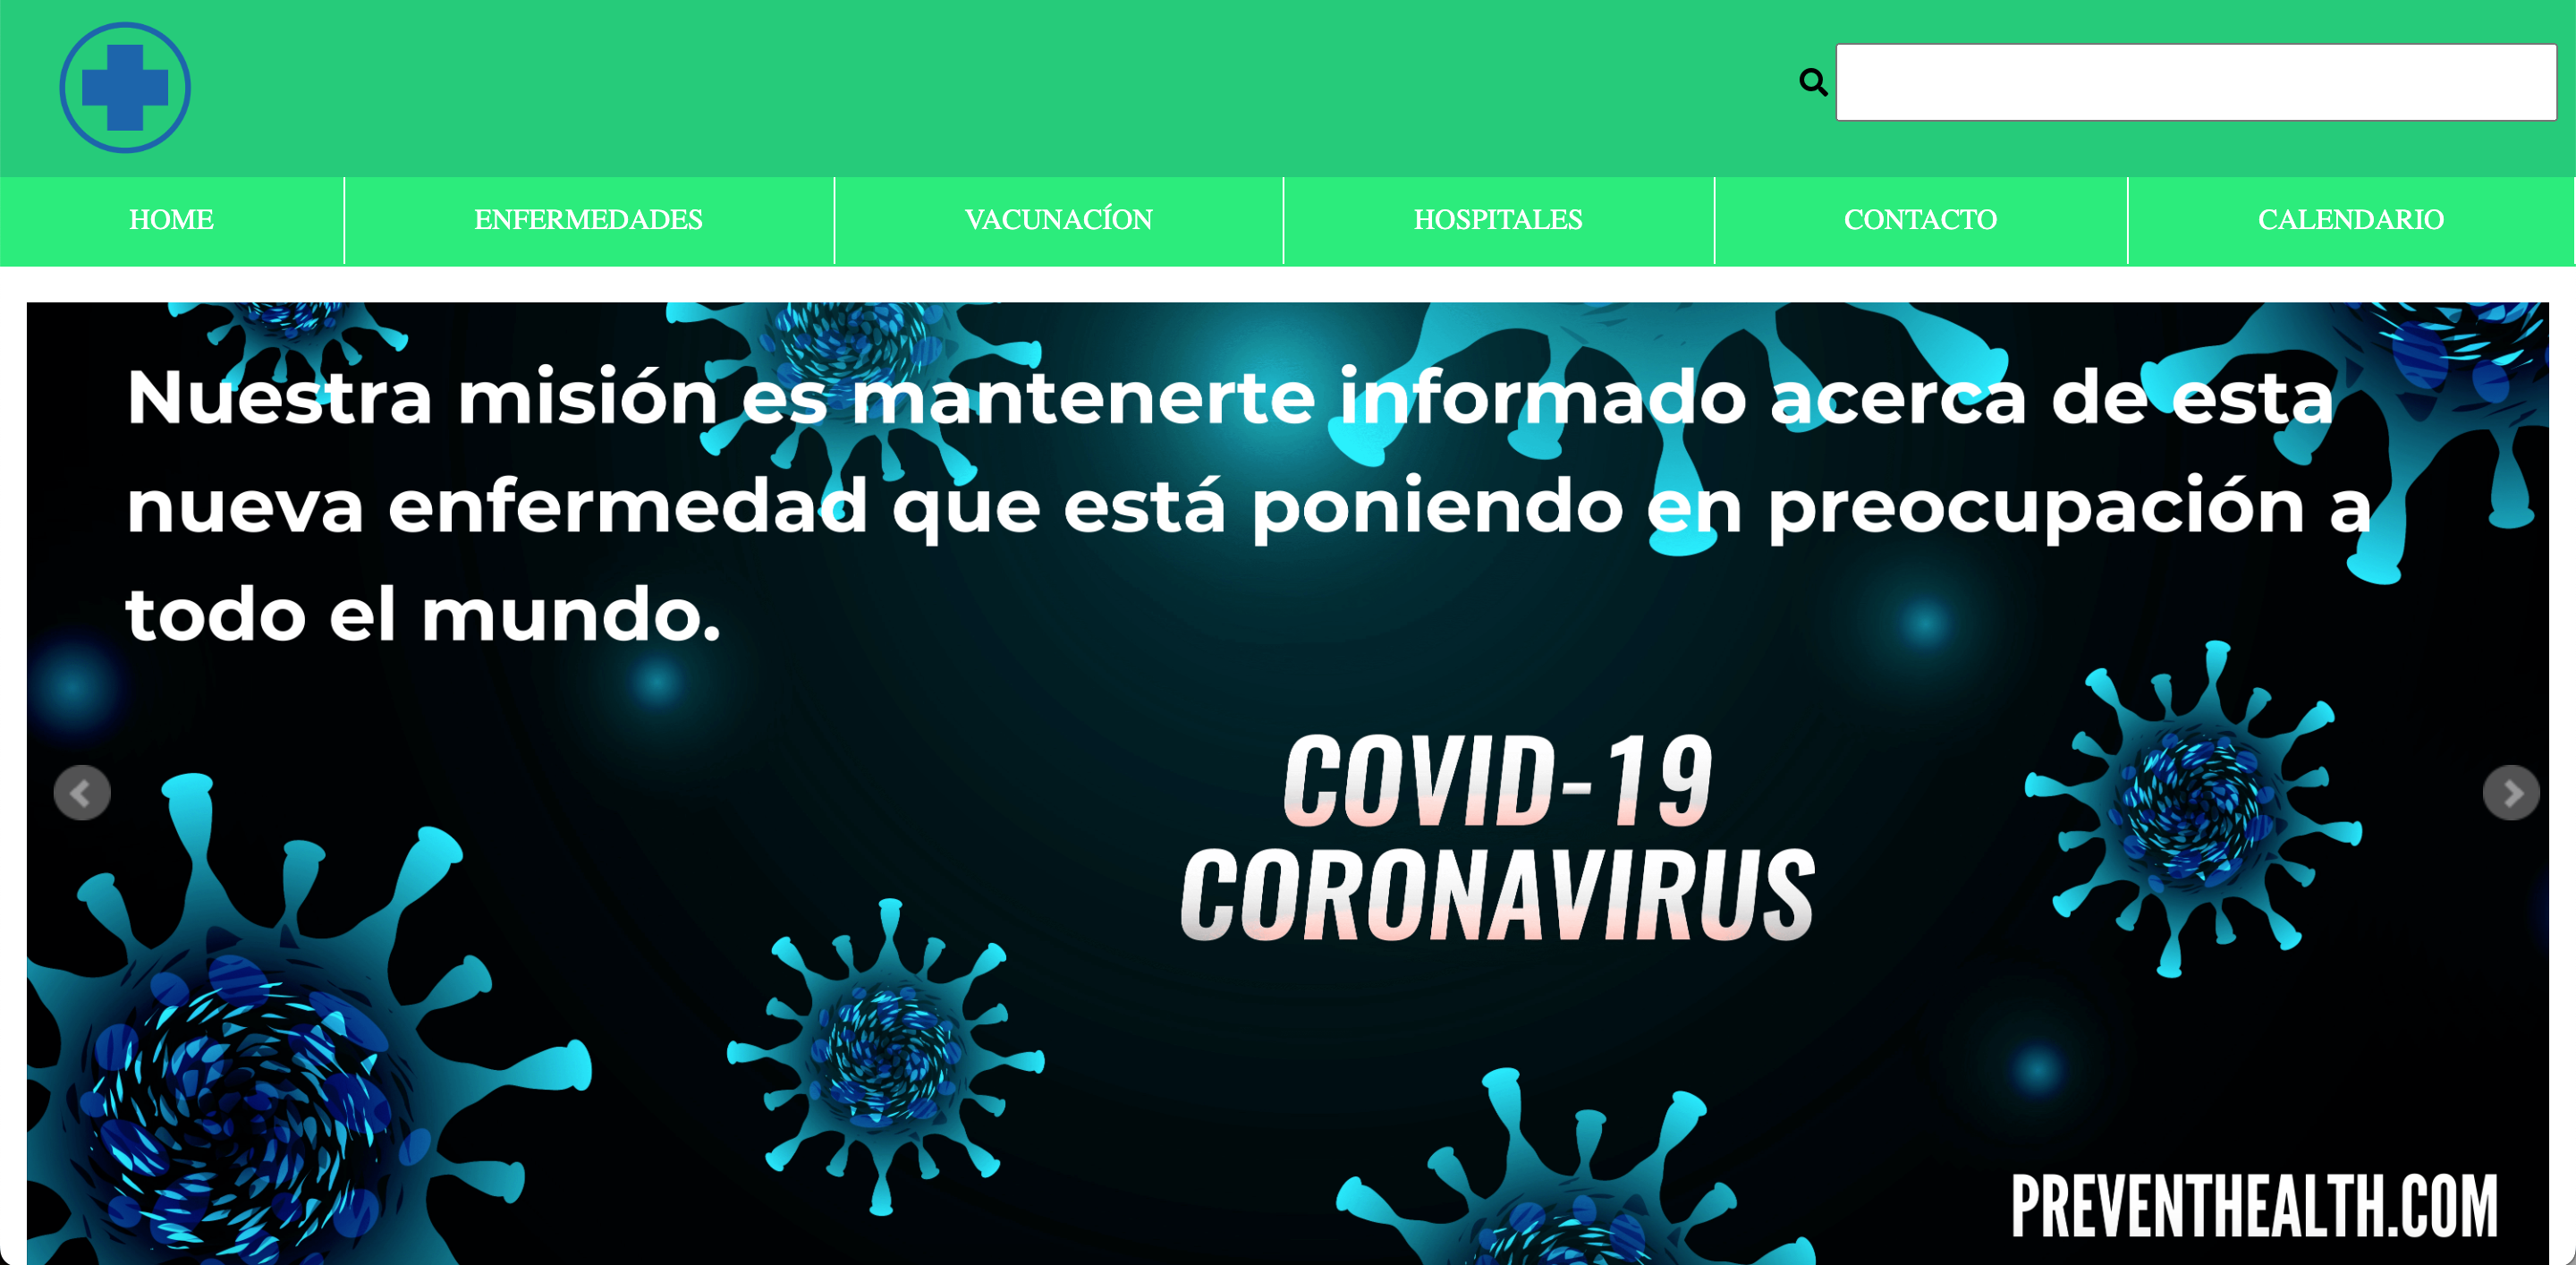 HOME ENFERMEDADES VACUNACÍON HOSPITALES CONTACTO CALENDARIO
Nuestra misión es mantenerte informado acerca de esta
nueva enfermedad que está poniendo en preocupación a
todo el mundo.
COVID-19
CORONAVIRUS
PREVENTHEALTH.COM